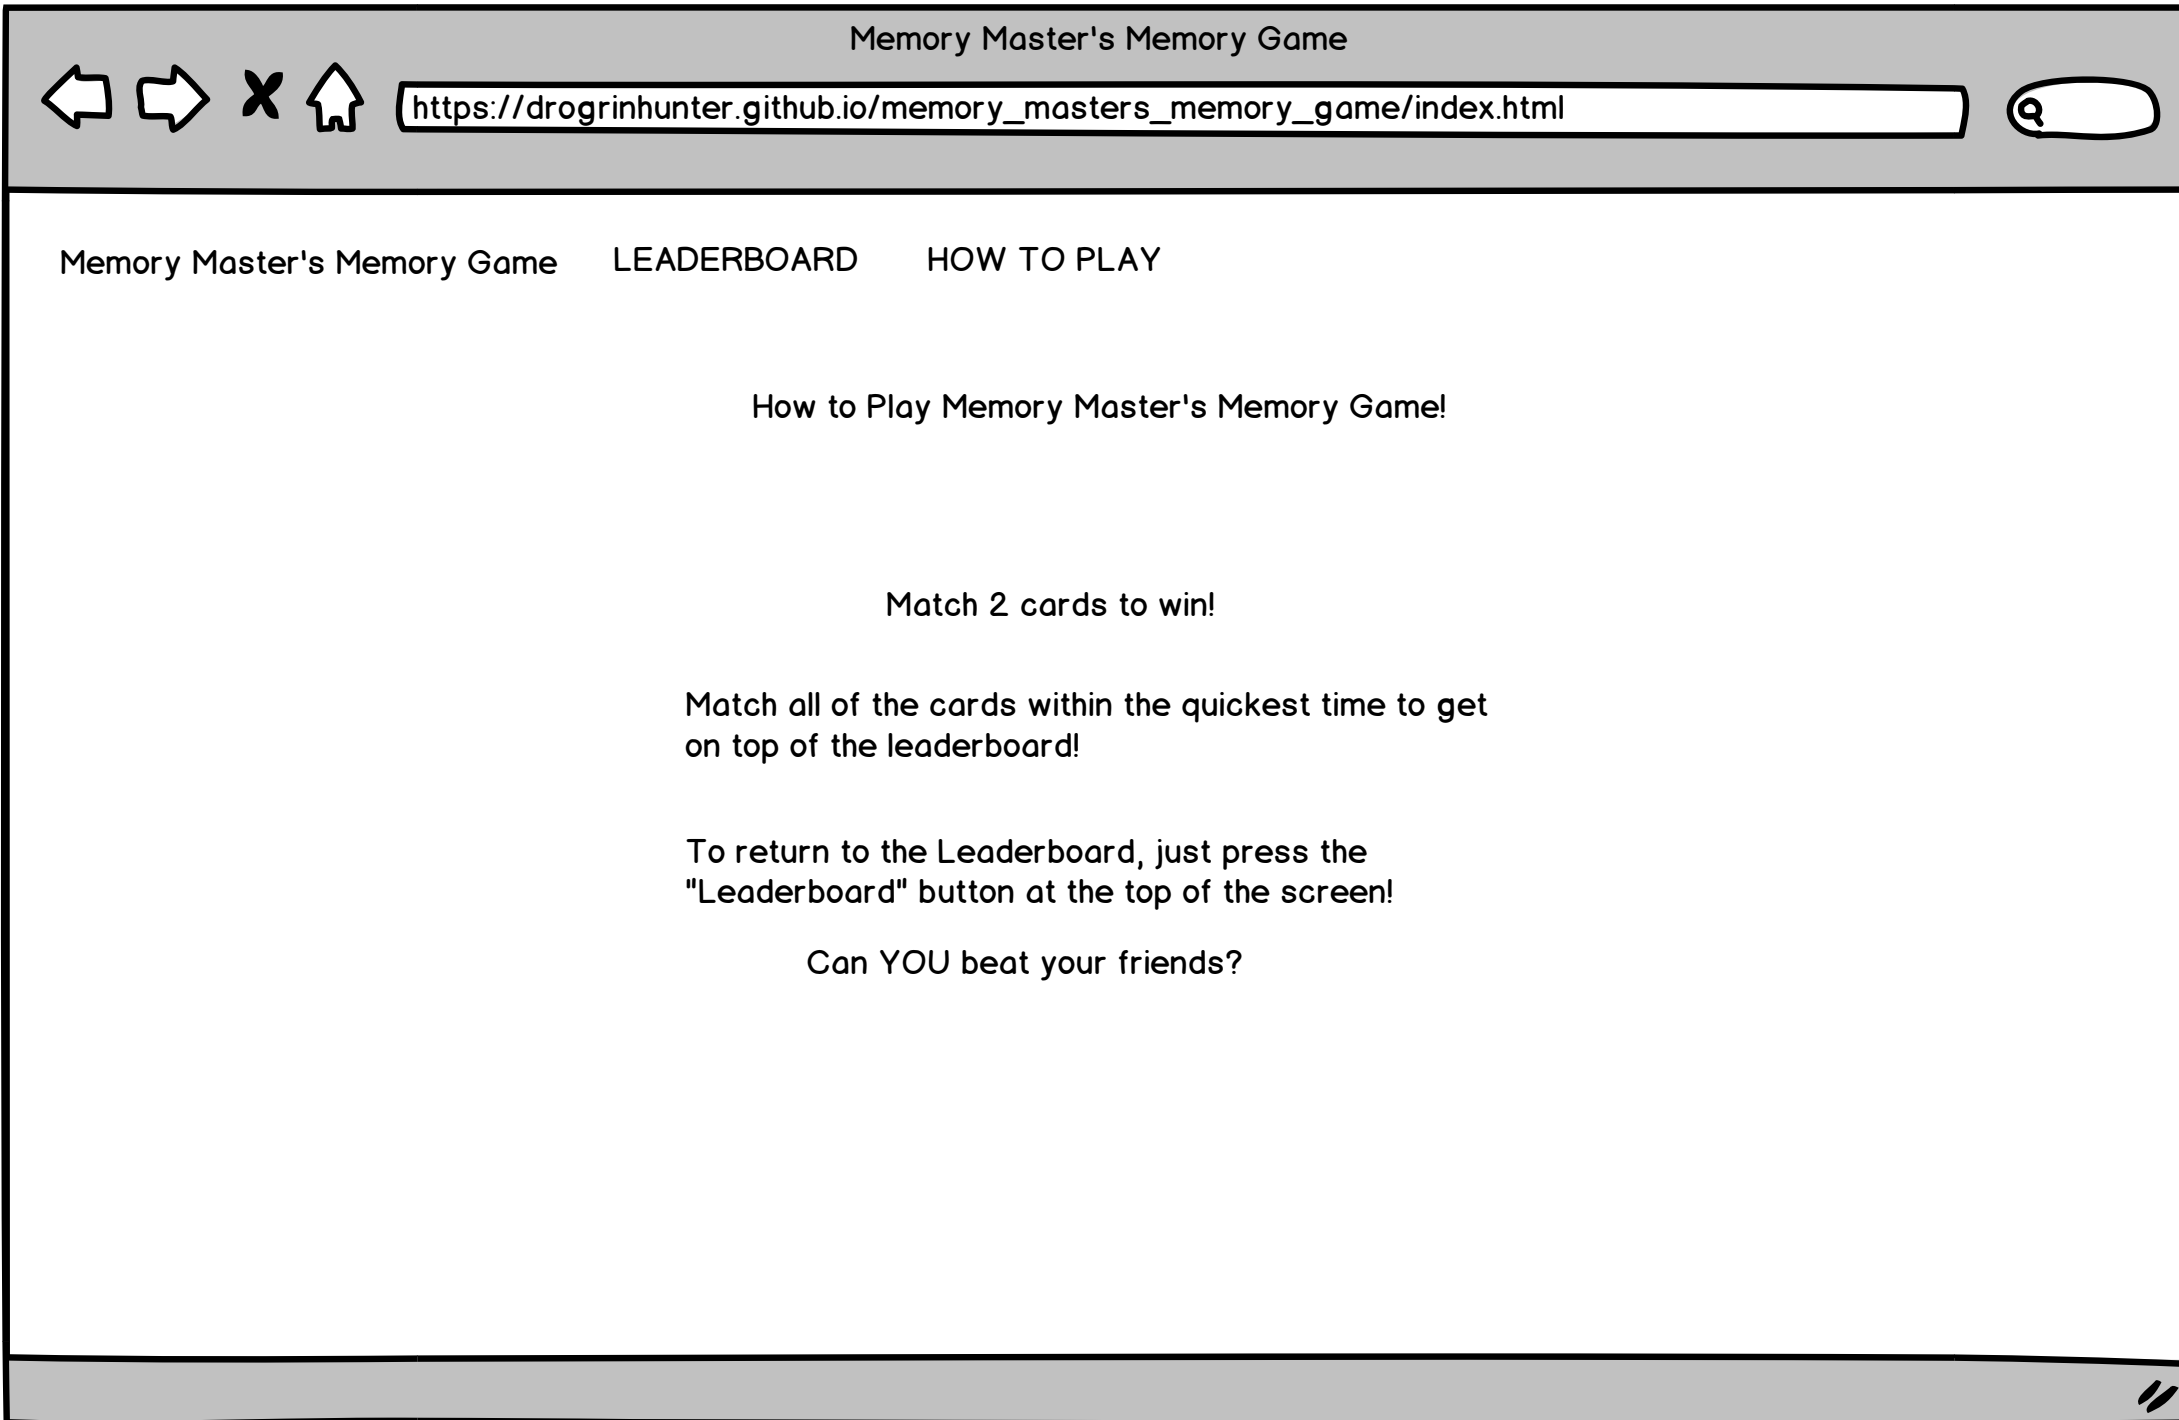 Memory Master's Memory Game
https://drogrinhunter.github.io/memory_masters_memory_game/index.html
Memory Master's Memory Game LEADERBOARD HOW TO PLAY
How to Play Memory Master's Memory Game!
Match 2 cards to win!
Match all of the cards within the quickest time to get
on top of the leaderboard!
To return to the Leaderboard, just press the
"Leaderboard" button at the top of the screen!
Can YOU beat your friends?